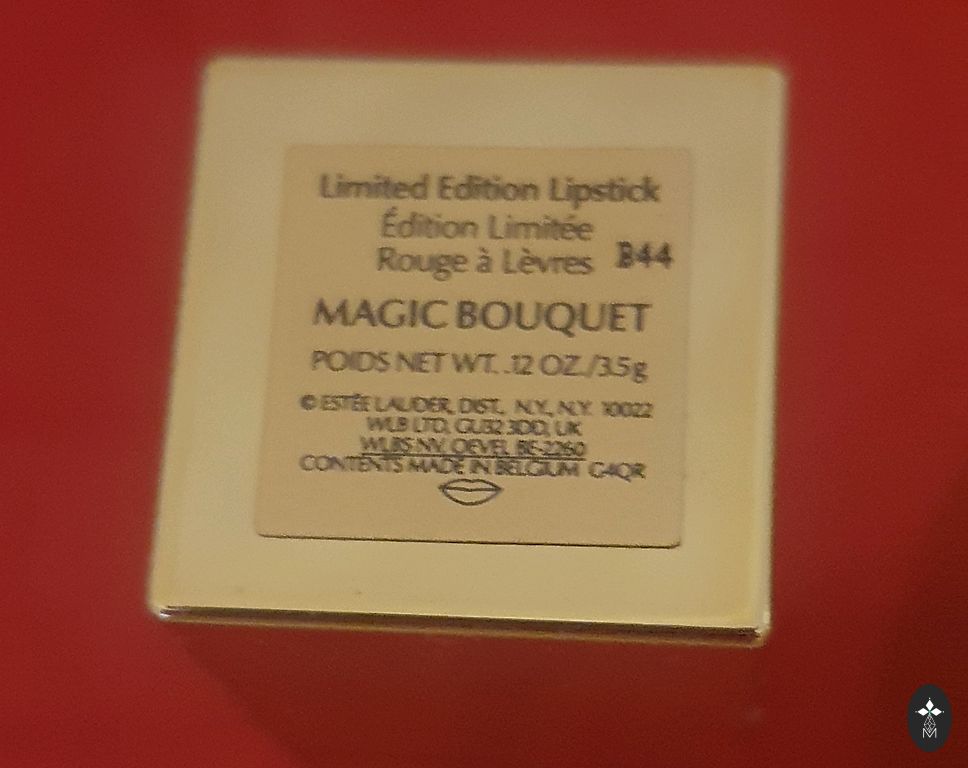 Limited Edition Lipstick
Édition Limitée
Rouge à Lèvres B44
MAGIC BOUQUET
POIDS NET WT. .12 OZ./3.5g
© ESTÉE LAUDER, DIST., N.Y., N.Y. 10022
WLB LTD, GU32 3DD, UK
WLBS NV, OEVEL BE-2260
CONTENTS MADE IN BELGIUM G4QR
M